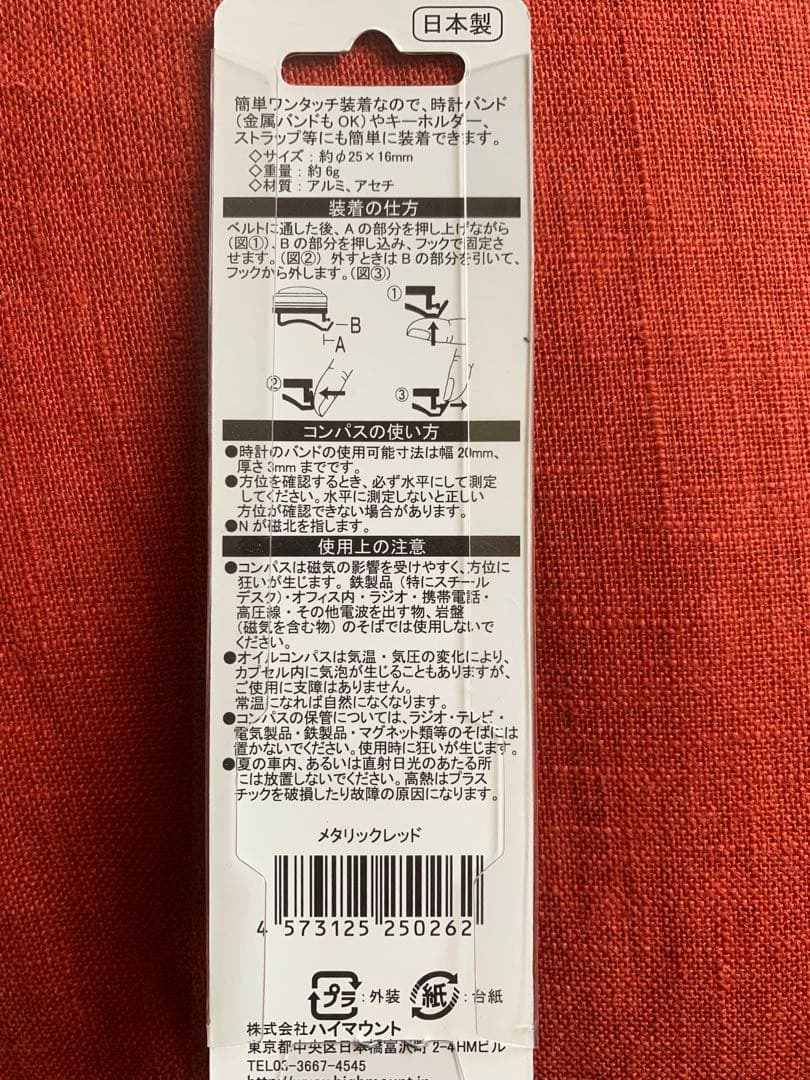 日本製
簡単ワンタッチ装着なので、時計バンド
(金属バンドも OK)やキーホルダー、
ストラップ等にも簡単に装着できます。
◇サイズ：約φ25×16mm
◇重量：約 6g
◇材質：アルミ、アセチ
装着の仕方
ベルトに通した後、A の部分を押し上げながら
(図①)、B の部分を押し込み、フックで固定さ
せます。(図②) 外すときは B の部分を引いて、
フックから外します。(図③)
①
B
A
②
③
コンパスの使い方
●時計のバンドの使用可能寸法は幅 20mm、
厚さ 3mm までです。
●方位を確認するとき、必ず水平にして測定
してください。水平に測定しないと正しい
方位が確認できない場合があります。
●N が磁北を指します。
使用上の注意
●コンパスは磁気の影響を受けやすく、方位に
狂いが生じます。鉄製品 (特にスチール
デスク)・オフィス内・ラジオ・携帯電話・
高圧線・その他電波を出す物、岩盤
(磁気を含む物) のそばでは使用しないで
ください。
●オイルコンパスは気温・気圧の変化により、
カプセル内に気泡が生じることもありますが、
ご使用に支障はありません。
常温になれば自然になくなります。
●コンパスの保管については、ラジオ・テレビ・
電気製品・鉄製品・マグネット類等のそばには
置かないでください。使用時に狂いが生じます。
●夏の車内、あるいは直射日光のあたる所
には放置しないでください。高熱はプラス
チックを破損したり故障の原因になります。
メタリックレッド
4 573125 250262
プラ：外装 紙：台紙
株式会社ハイマウント
東京都中央区日本橋富沢町 2-4HMビル
TEL03-3667-4545
http://www.highmount.jp